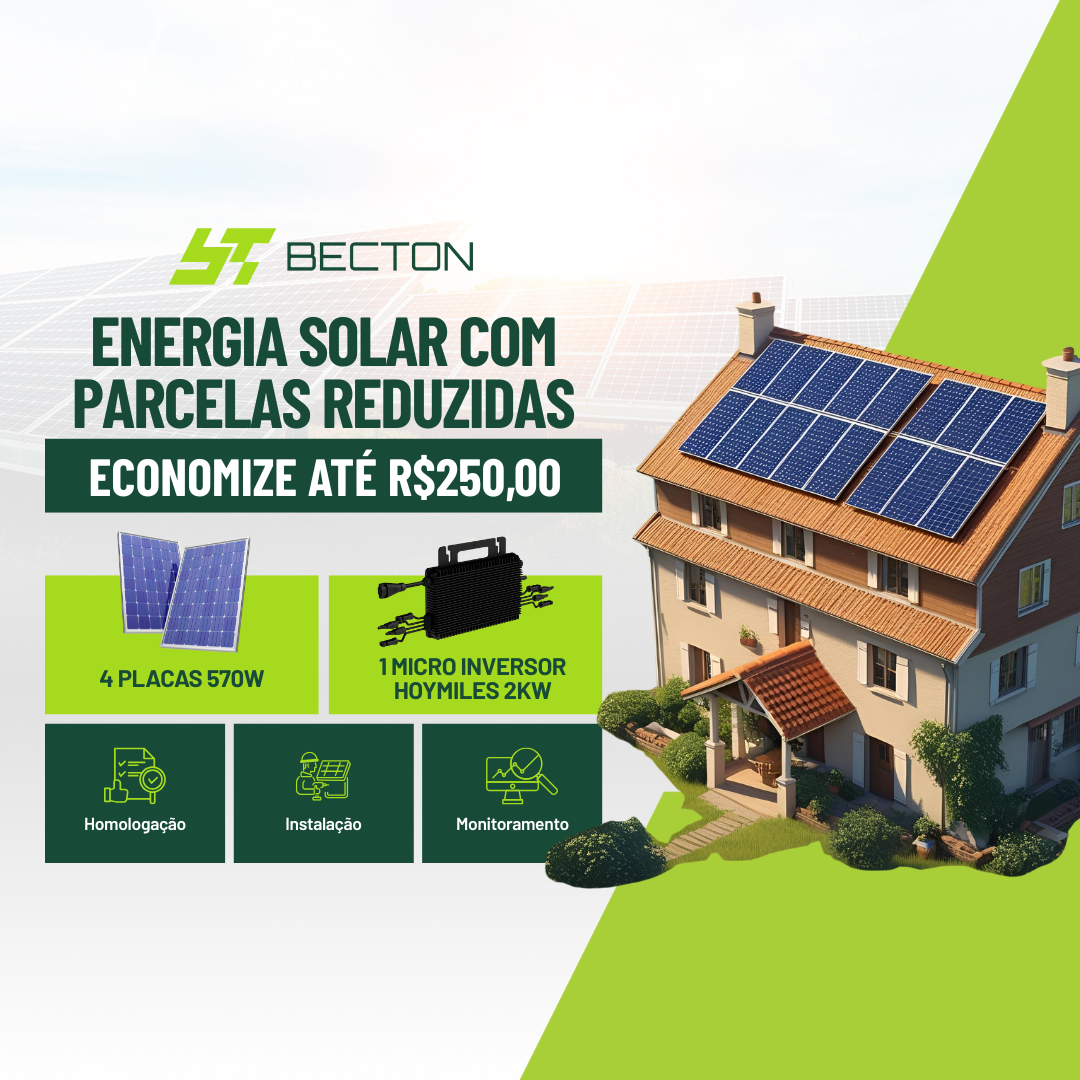 BECTON
ENERGIA SOLAR COM
PARCELAS REDUZIDAS
ECONOMIZE ATÉ R$250,00
4 PLACAS 570W
1 MICRO INVERSOR
HOYMILES 2KW
Homologação
Instalação
Monitoramento